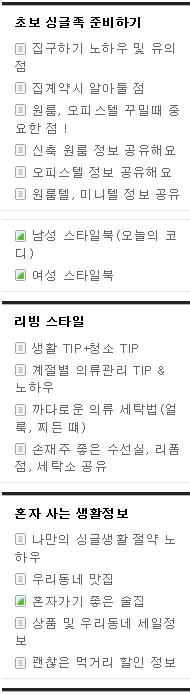 초보 싱글족 준비하기
집구하기 노하우 및 유의
점
집계약시 알아둘 점
원룸, 오피스텔 꾸밀때 중
요한 점 !
신축 원룸 정보 공유해요
오피스텔 정보 공유해요
원룸텔, 미니텔 정보 공유
남성 스타일북(오늘의 코
디)
여성 스타일북
리빙 스타일
생활 TIP+청소 TIP
계절별 의류관리 TIP &
노하우
까다로운 의류 세탁법(얼
룩, 찌든 때)
손재주 좋은 수선실, 리폼
점, 세탁소 공유
혼자 사는 생활정보
나만의 싱글생활 절약 노
하우
우리동네 맛집
혼자가기 좋은 술집
상품 및 우리동네 세일정
보
괜찮은 먹거리 할인 정보